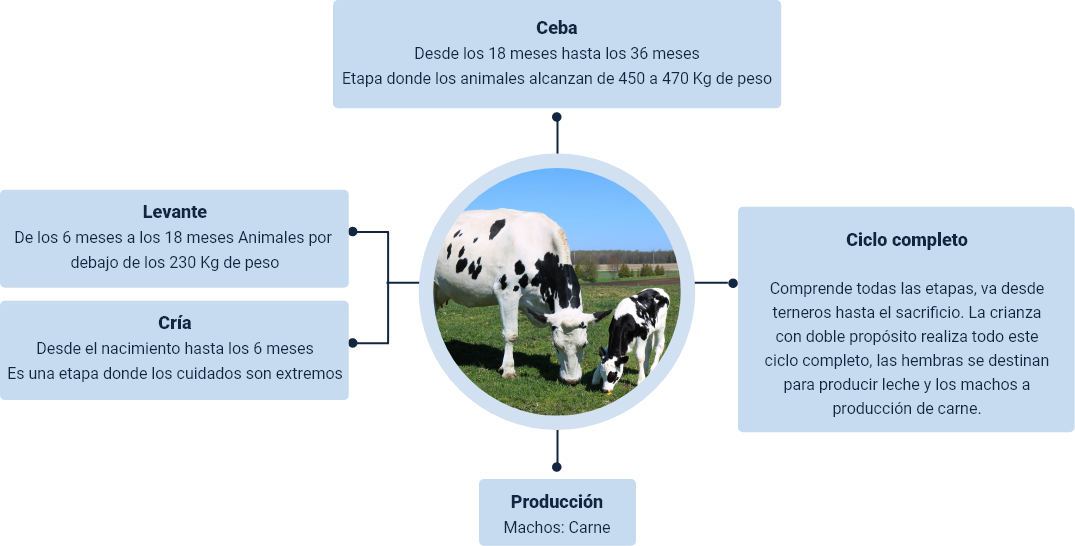 Ceba
Desde los 18 meses hasta los 36 meses
Etapa donde los animales alcanzan de 450 a 470 Kg de peso
Levante
De los 6 meses a los 18 meses Animales por
debajo de los 230 Kg de peso
Cría
Desde el nacimiento hasta los 6 meses
Es una etapa donde los cuidados son extremos
Ciclo completo
Comprende todas las etapas, va desde
terneros hasta el sacrificio. La crianza
con doble propósito realiza todo este
ciclo completo, las hembras se destinan
para producir leche y los machos a
producción de carne.
Producción
Machos: Carne